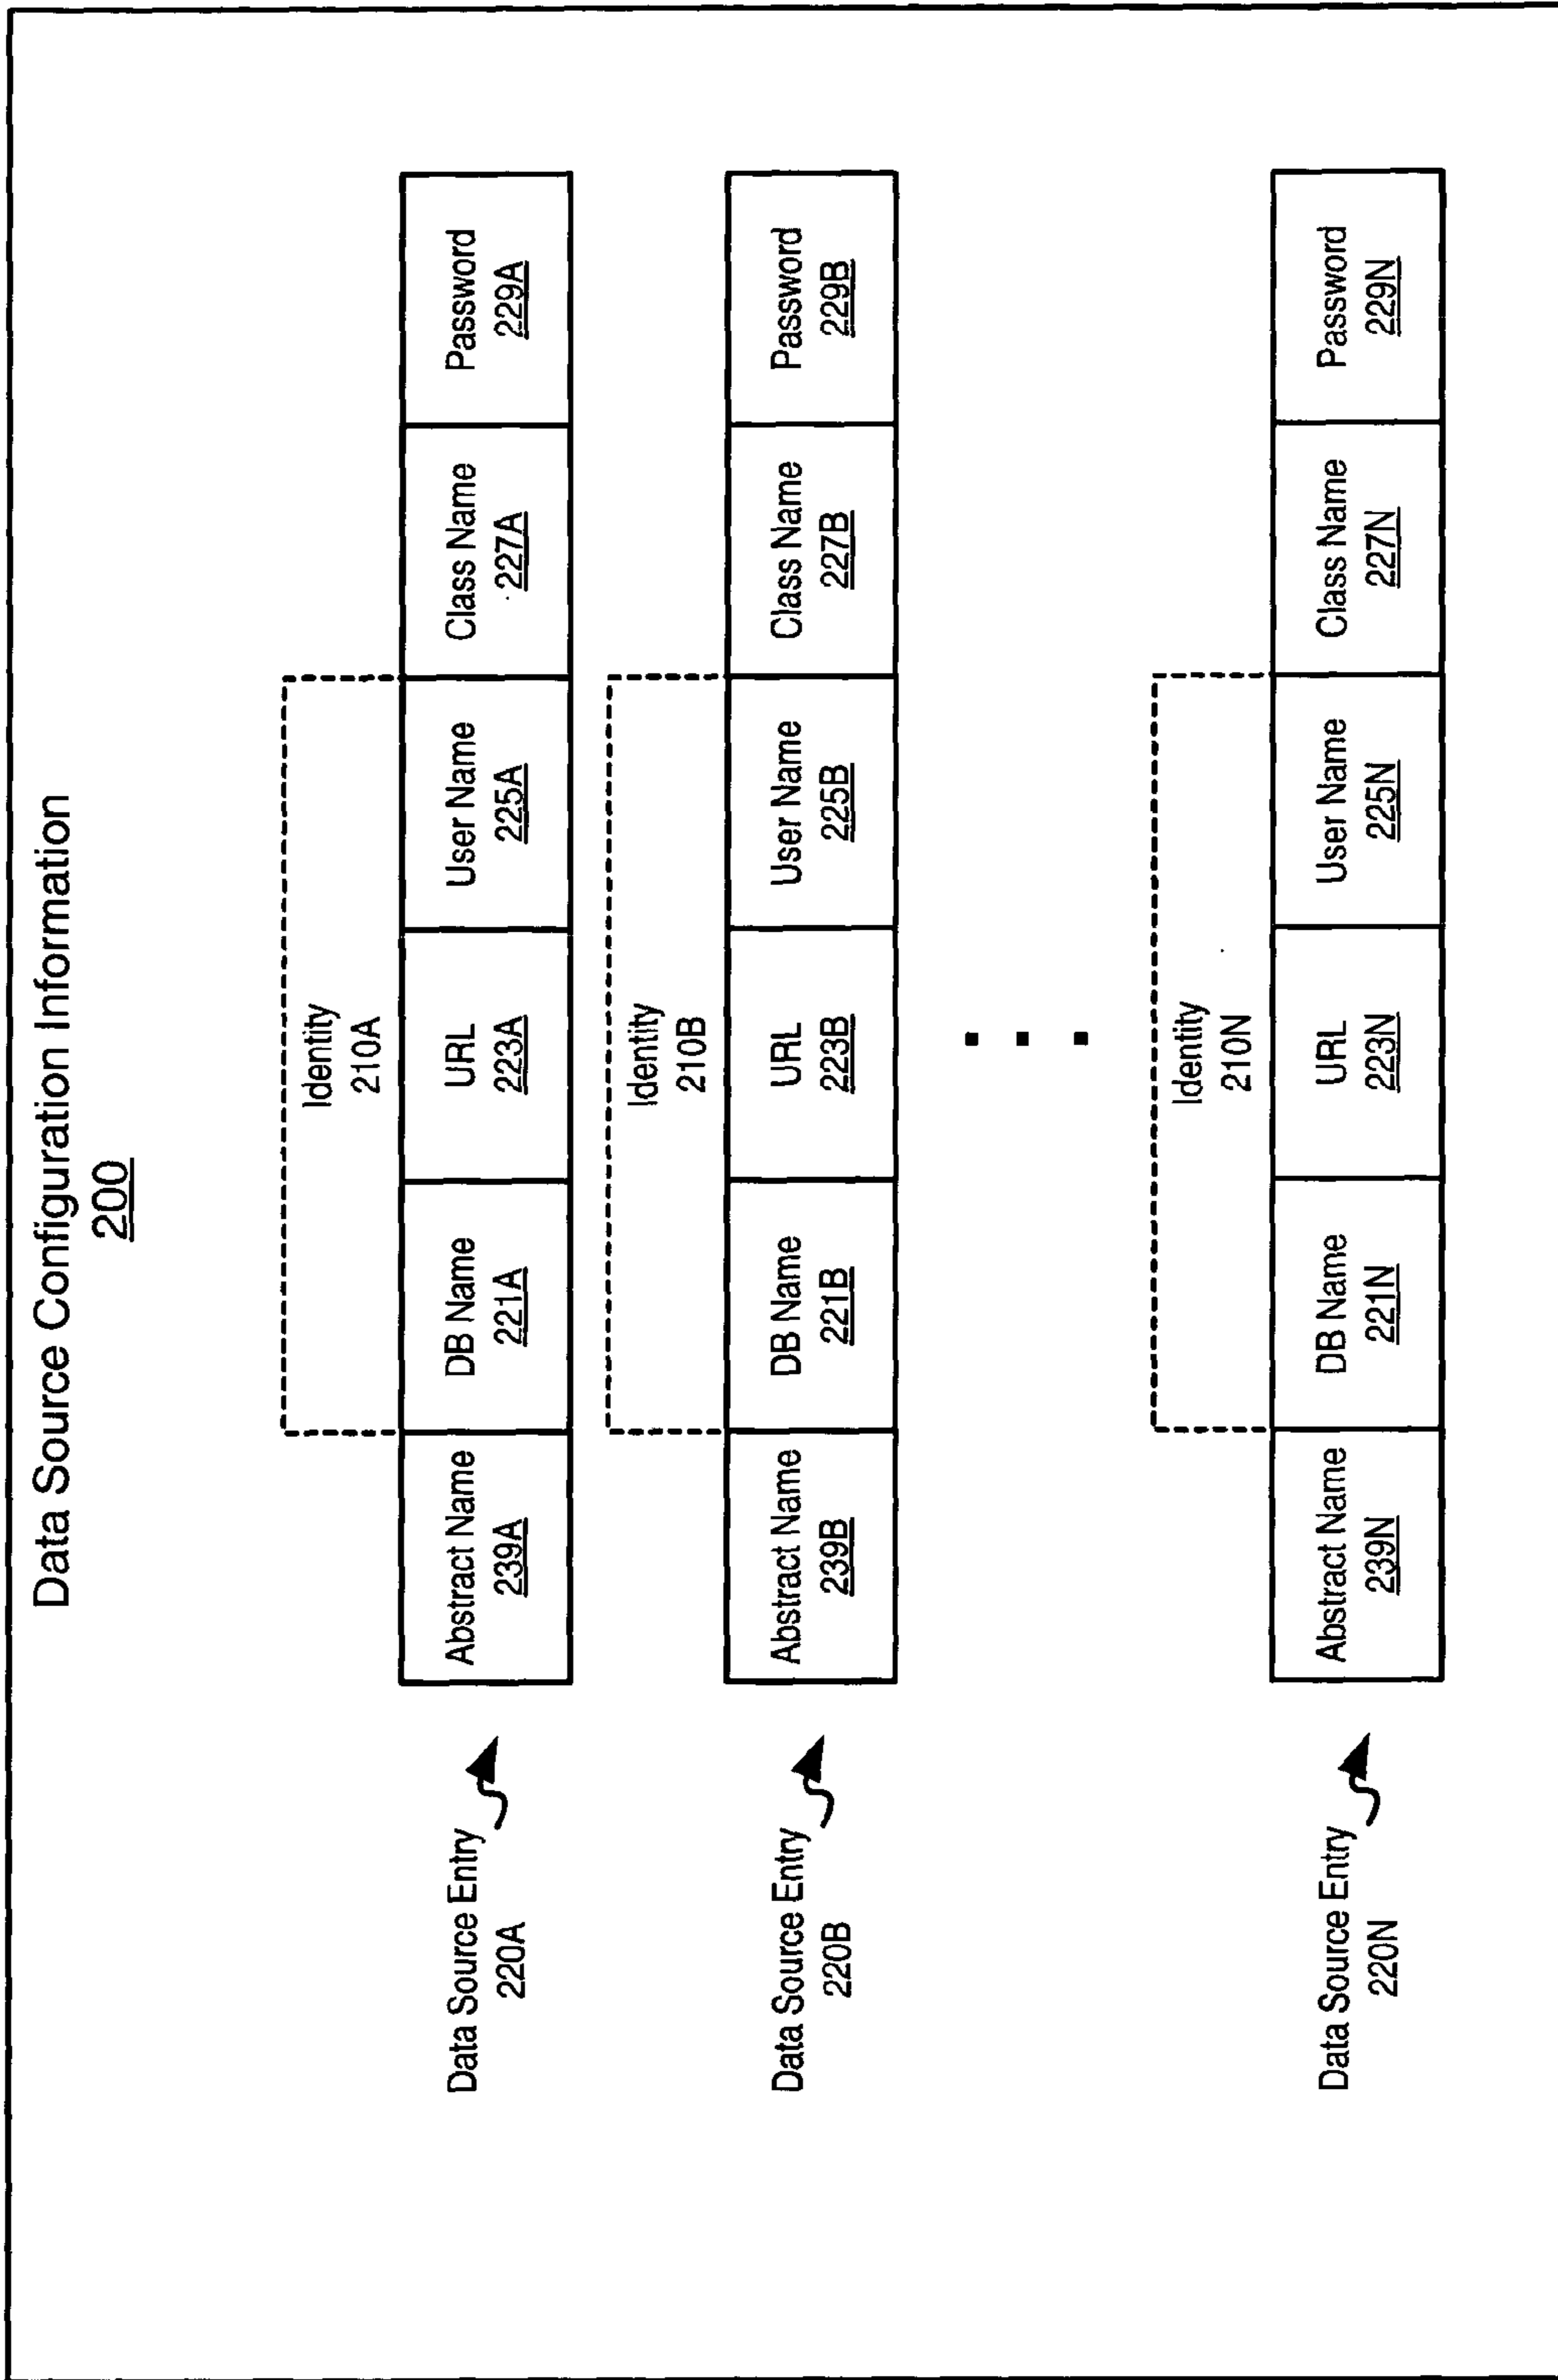 Data Source Configuration Information
200
Identity
210A
Data Source Entry
220A
Abstract Name
239A
DB Name
221A
URL
223A
User Name
225A
Class Name
227A
Password
229A
Identity
210B
Data Source Entry
220B
Abstract Name
239B
DB Name
221B
URL
223B
User Name
225B
Class Name
227B
Password
229B
Identity
210N
Data Source Entry
220N
Abstract Name
239N
DB Name
221N
URL
223N
User Name
225N
Class Name
227N
Password
229N